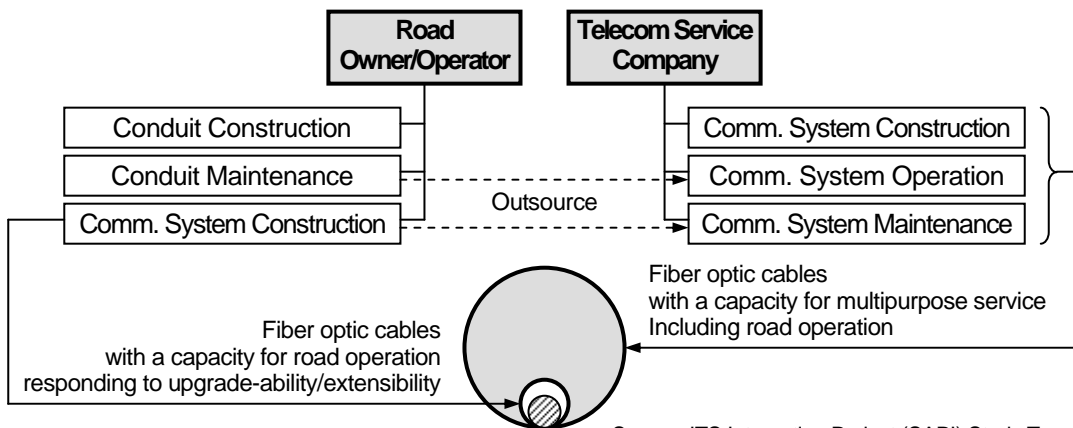 Road
Owner/Operator
Telecom Service
Company
Conduit Construction
Conduit Maintenance
Comm. System Construction
Outsource
Comm. System Construction
Comm. System Operation
Comm. System Maintenance
Fiber optic cables
with a capacity for multipurpose service
Including road operation
Fiber optic cables
with a capacity for road operation
responding to upgrade-ability/extensibility